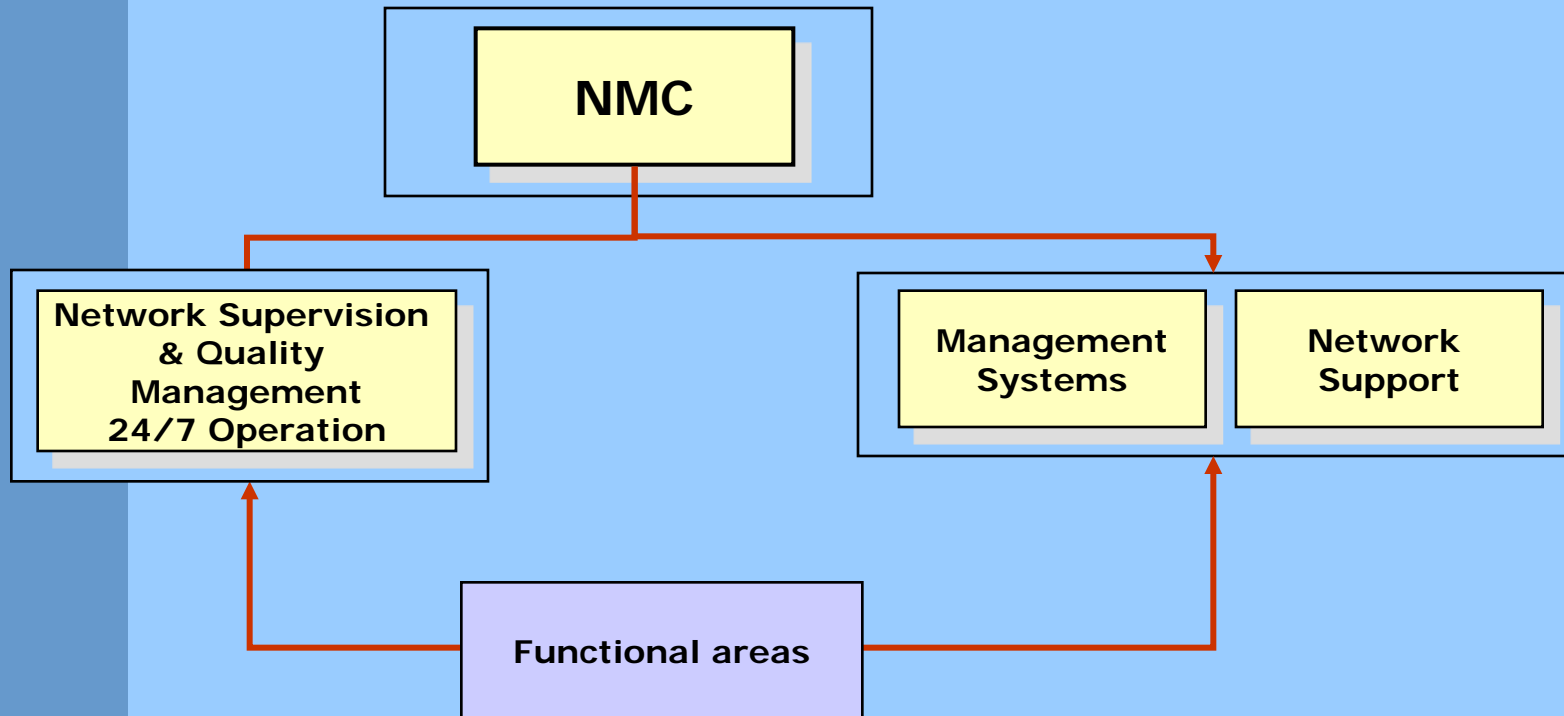 NMC
Network Supervision
& Quality
Management
24/7 Operation
Management
Systems
Network
Support
Functional areas